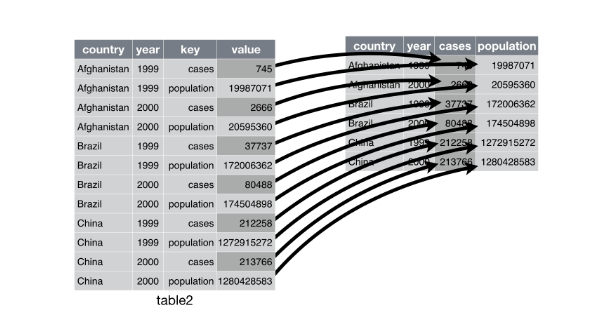 country year key value
Afghanistan 1999 cases 745
Afghanistan 1999 population 19987071
Afghanistan 2000 cases 2666
Afghanistan 2000 population 20595360
Brazil 1999 cases 37737
Brazil 1999 population 172006362
Brazil 2000 cases 80488
Brazil 2000 population 174504898
China 1999 cases 212258
China 1999 population 1272915272
China 2000 cases 213766
China 2000 population 1280428583
table2
country year cases population
Afghanistan 1999 745 19987071
Afghanistan 2000 2666 20595360
Brazil 1999 37737 172006362
Brazil 2000 80488 174504898
China 1999 212258 1272915272
China 2000 213766 1280428583